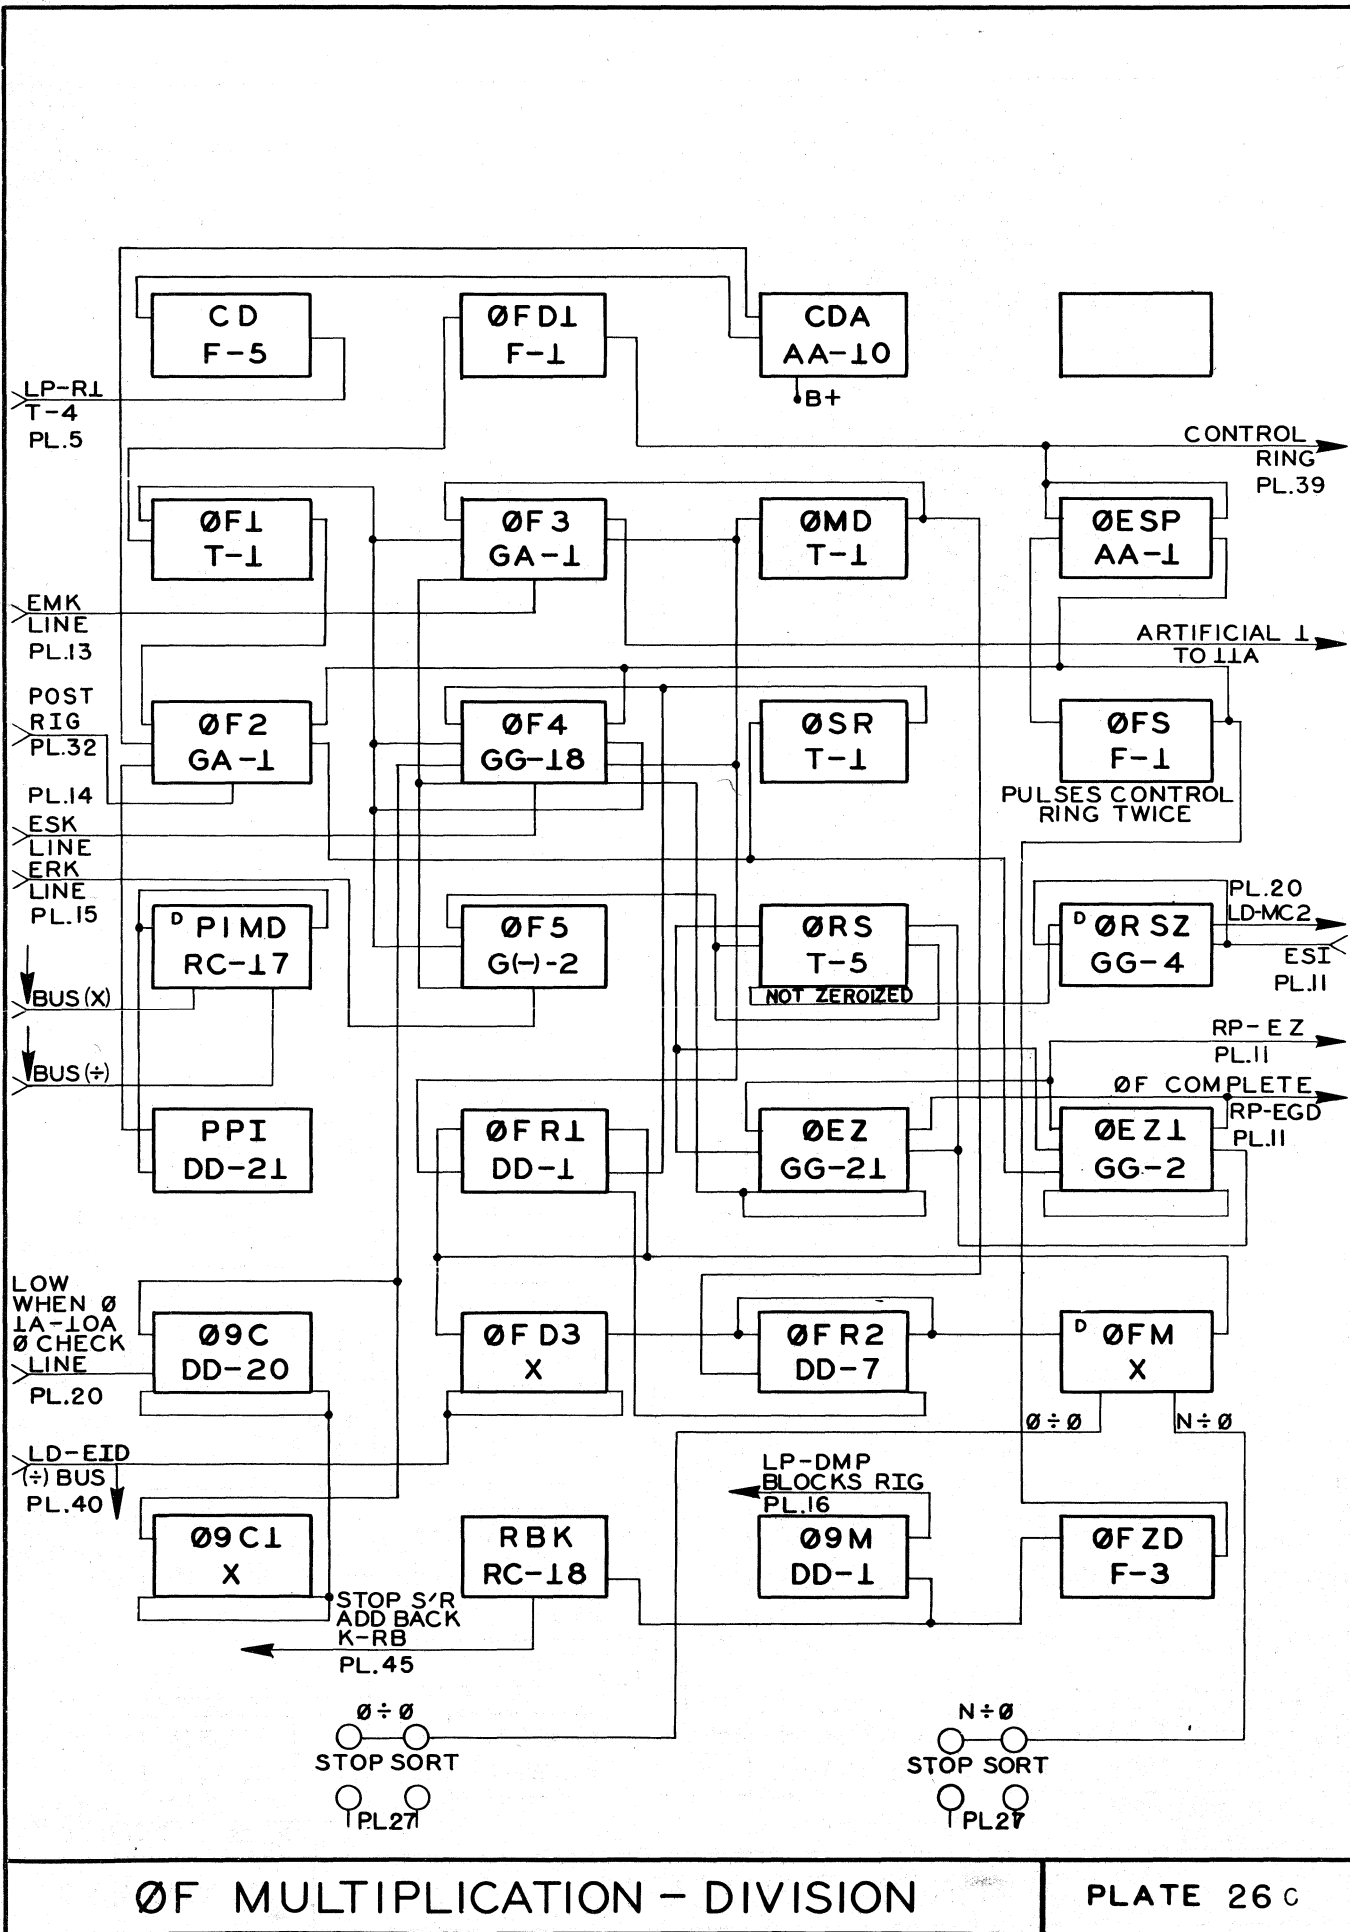 CD
F-5
ØFD1
F-1
CDA
AA-10
B+
LP-R1
T-4
PL.5
CONTROL
RING
PL.39
ØF1
T-1
ØF3
GA-1
ØMD
T-1
ØESP
AA-1
EMK
LINE
PL.13
ARTIFICIAL 1
TO 11A
POST
RIG
PL.32
ØF2
GA-1
ØF4
GG-18
ØSR
T-1
ØFS
F-1
PULSES CONTROL
RING TWICE
PL.14
ESK
LINE
ERK
LINE
PL.15
D PIMD
RC-17
ØF5
G(-)-2
ØRS
T-5
NOT ZEROIZED
D ØRSZ
GG-4
PL.20
LD-MC2
ESI
PL.11
BUS (X)
BUS (÷)
RP-EZ
PL.11
ØF COMPLETE
RP-EGD
PL.11
PPI
DD-21
ØFR1
DD-1
ØEZ
GG-21
ØEZ1
GG-2
LOW
WHEN Ø
1A-10A
Ø CHECK
LINE
PL.20
Ø9C
DD-20
ØFD3
X
ØFR2
DD-7
D ØFM
X
Ø÷Ø
N÷Ø
LD-EID
(÷) BUS
PL.40
LP-DMP
BLOCKS RIG
PL.16
Ø9C1
X
RBK
RC-18
Ø9M
DD-1
ØFZD
F-3
STOP S'R
ADD BACK
K-RB
PL.45
Ø÷Ø
STOP SORT
PL27
N÷Ø
STOP SORT
PL27
ØF MULTIPLICATION - DIVISION
PLATE 26 C